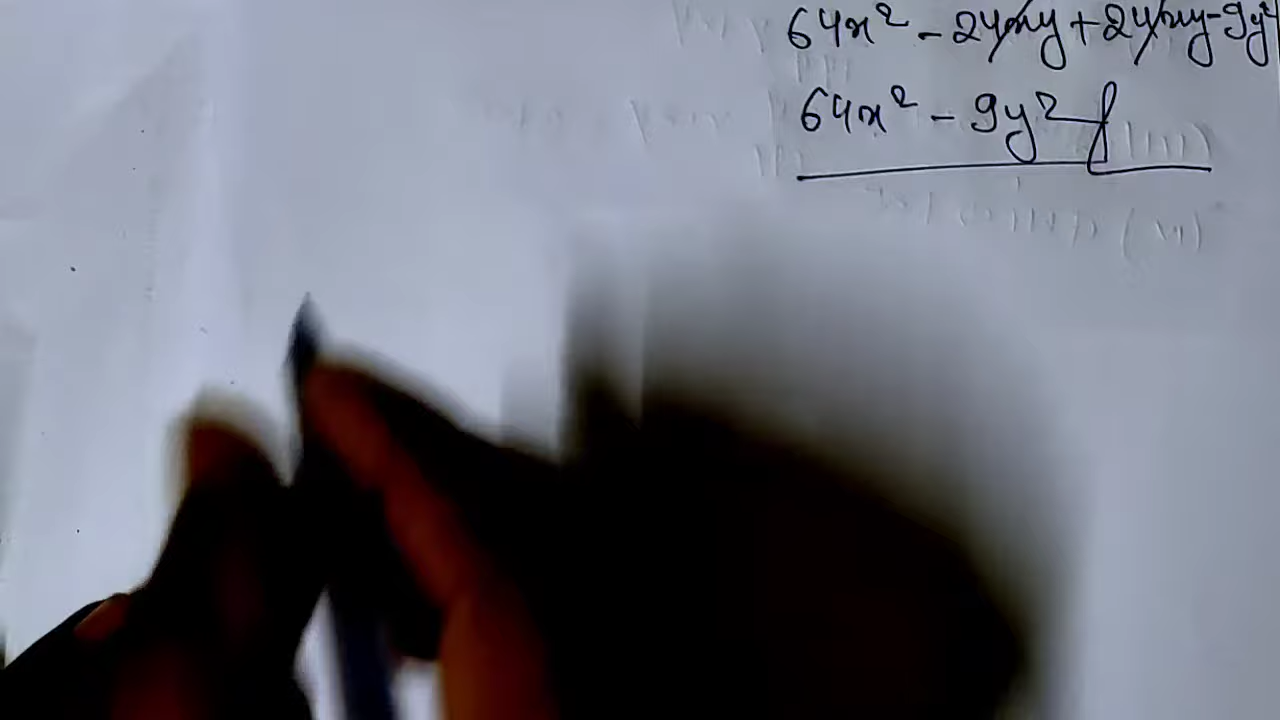 64x² - 24xy + 24xy - 9y²
64x² - 9y²